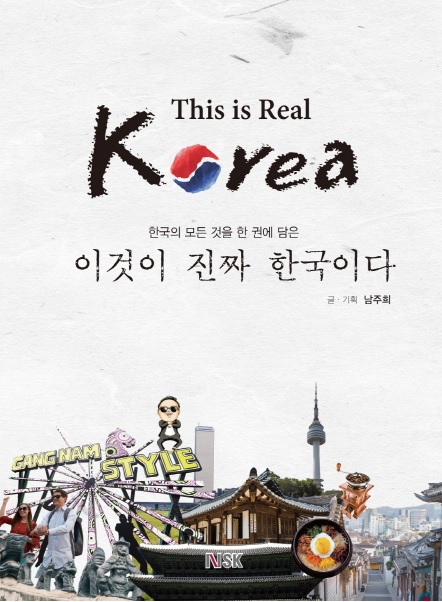 This is Real
Korea
한국의 모든 것을 한 권에 담은
이것이 진짜 한국이다
글 · 기획 남주희
GANG NAM
STYLE
INSK